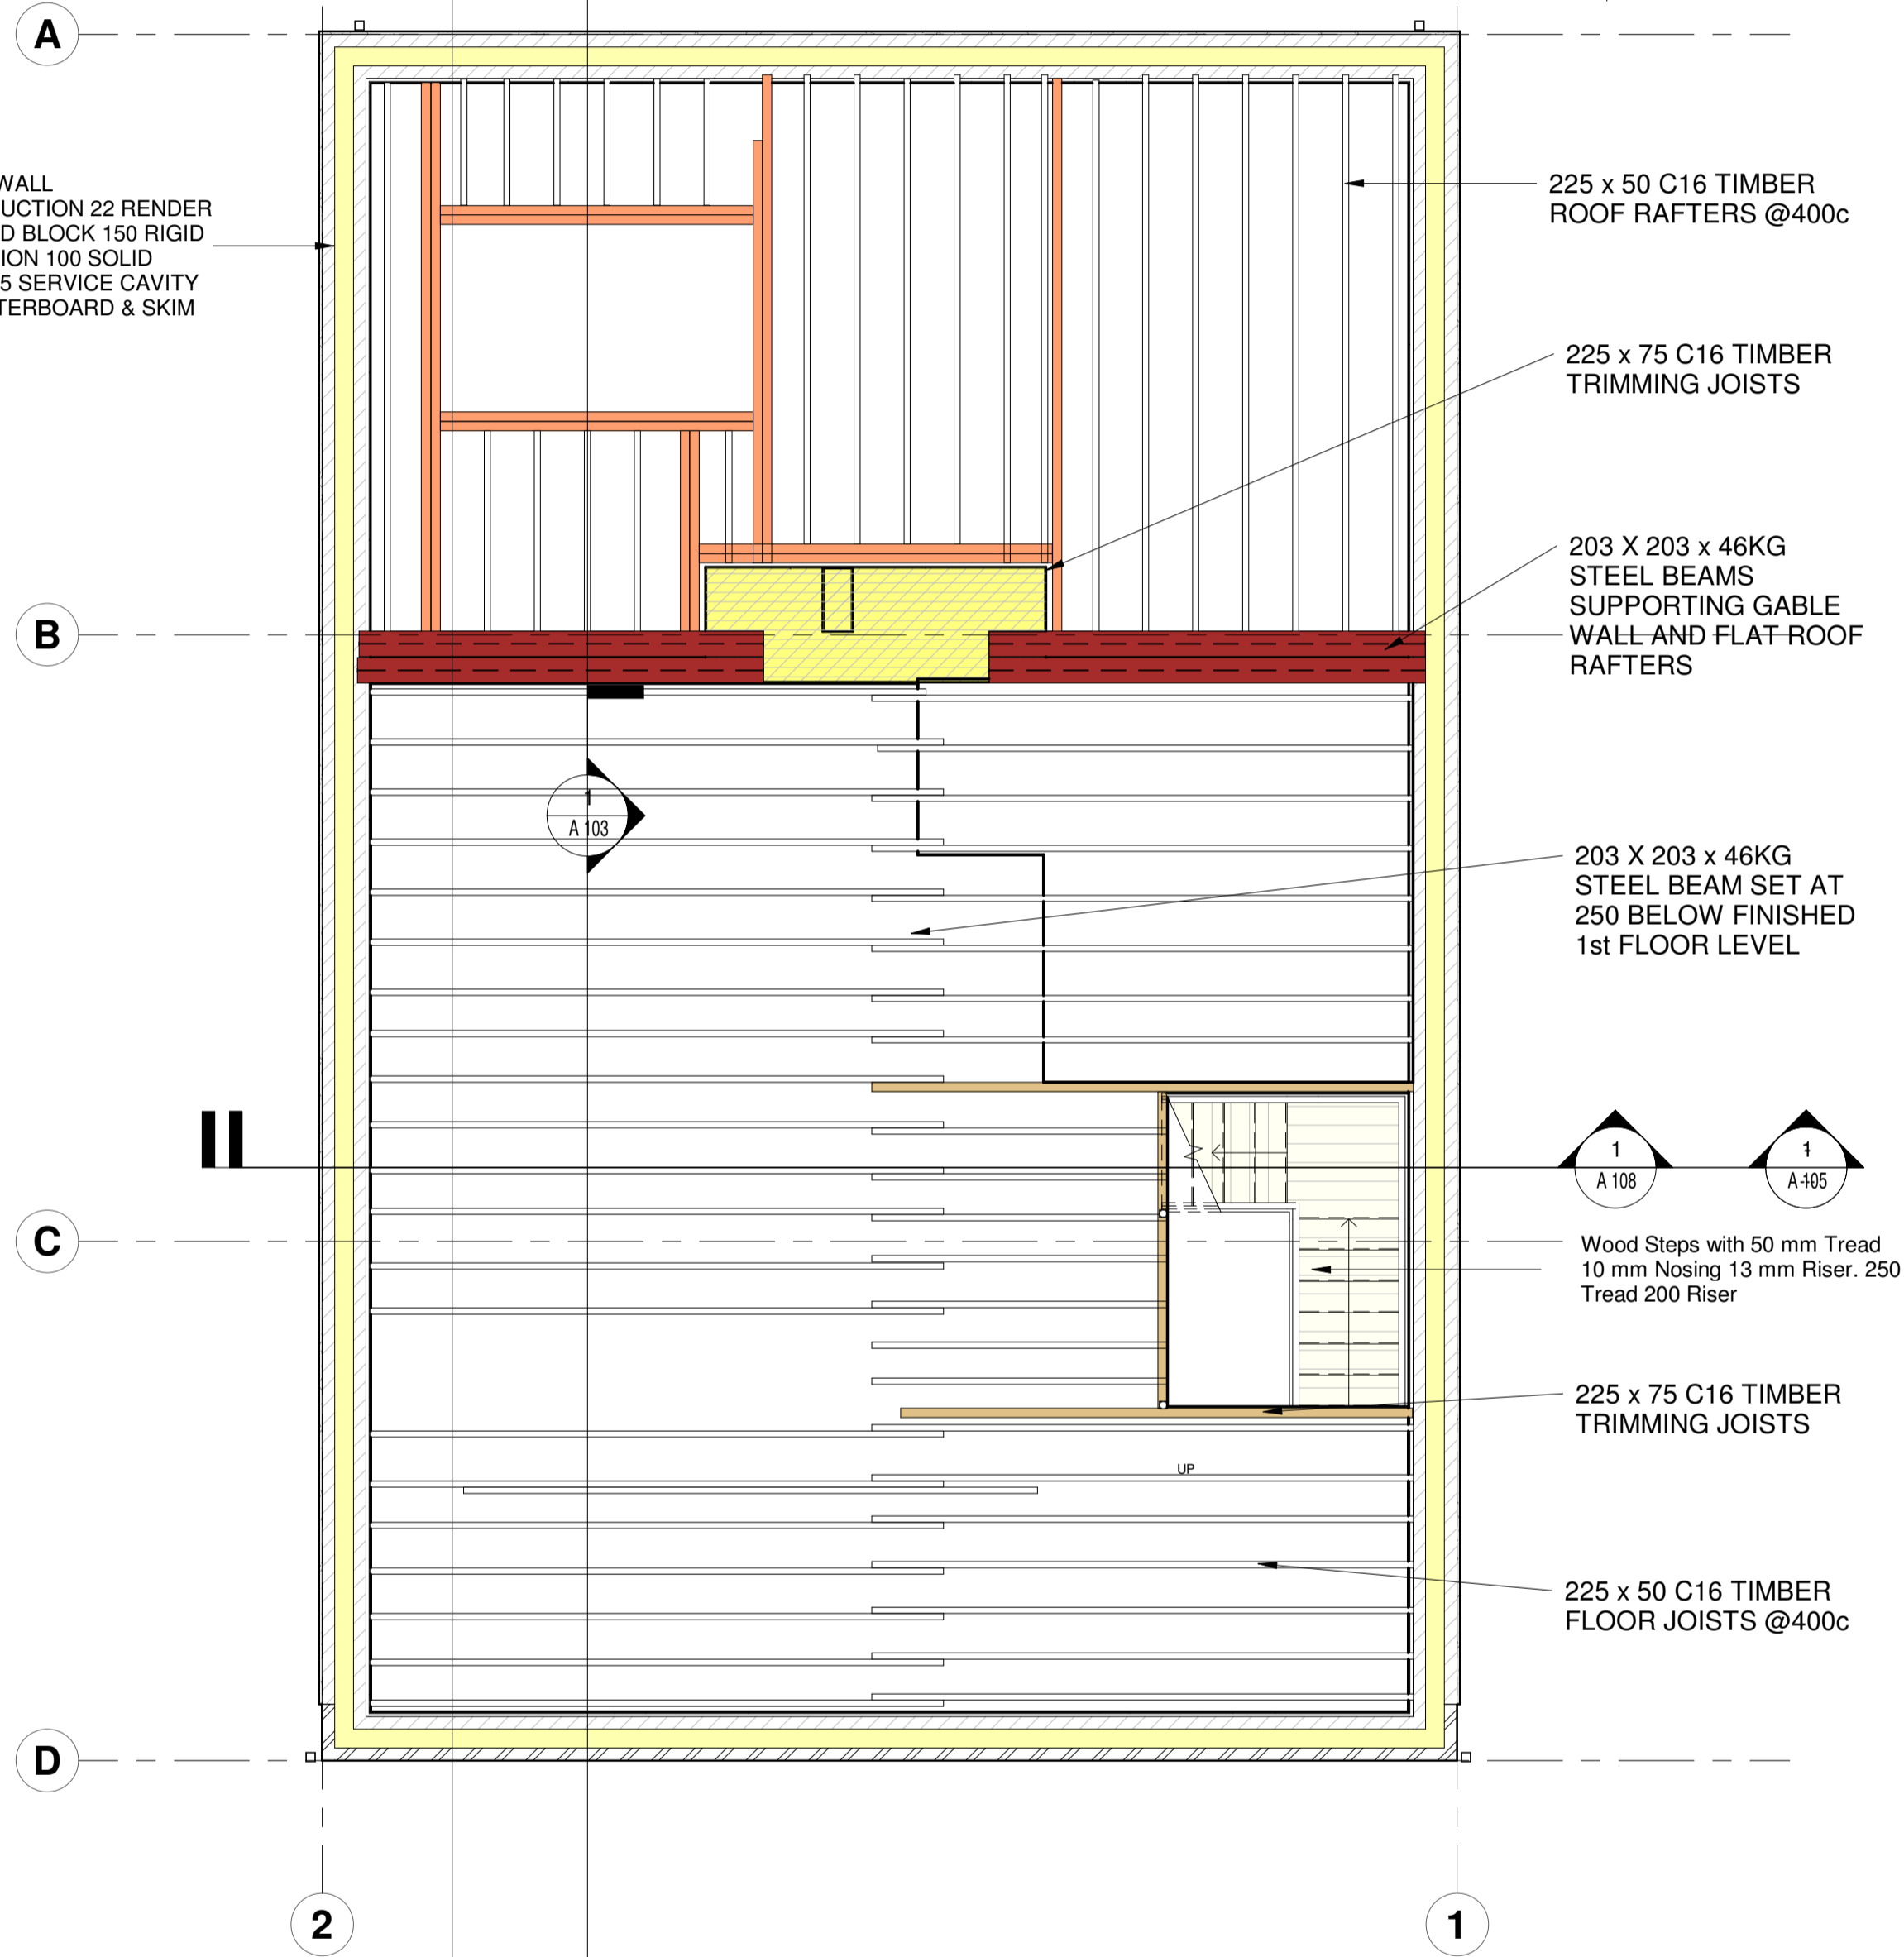 A
WALL
UCTION 22 RENDER
D BLOCK 150 RIGID
ION 100 SOLID
5 SERVICE CAVITY
TERBOARD & SKIM
225 x 50 C16 TIMBER
ROOF RAFTERS @400c
225 x 75 C16 TIMBER
TRIMMING JOISTS
203 X 203 x 46KG
STEEL BEAMS
SUPPORTING GABLE
WALL AND FLAT ROOF
RAFTERS
B
1
A 103
203 X 203 x 46KG
STEEL BEAM SET AT
250 BELOW FINISHED
1st FLOOR LEVEL
1
A 108
1
A-105
C
Wood Steps with 50 mm Tread
10 mm Nosing 13 mm Riser. 250
Tread 200 Riser
225 x 75 C16 TIMBER
TRIMMING JOISTS
UP
225 x 50 C16 TIMBER
FLOOR JOISTS @400c
D
2
1